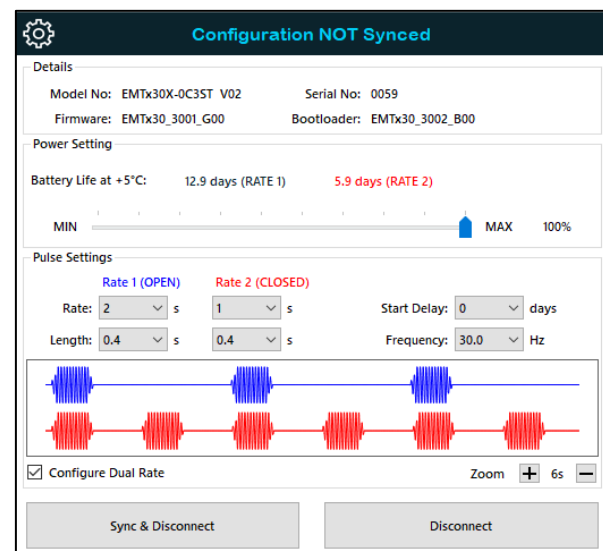 Configuration NOT Synced
Details
Model No: EMTx30X-0C3ST V02 Serial No: 0059
Firmware: EMTx30_3001_G00 Bootloader: EMTx30_3002_B00
Power Setting
Battery Life at +5°C: 12.9 days (RATE 1) 5.9 days (RATE 2)
MIN MAX 100%
Pulse Settings
Rate 1 (OPEN) Rate 2 (CLOSED)
Rate: 2 s 1 s Start Delay: 0 days
Length: 0.4 s 0.4 s Frequency: 30.0 Hz
Configure Dual Rate Zoom + 6s −
Sync & Disconnect Disconnect